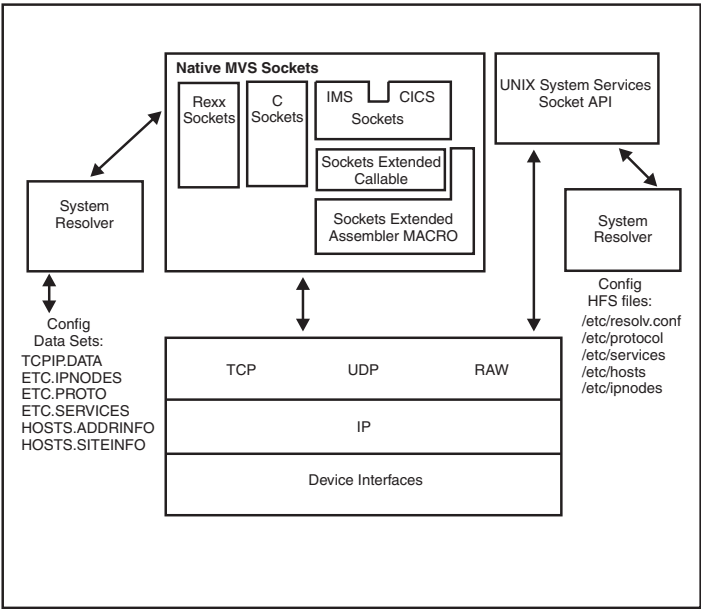 Native MVS Sockets
Rexx
Sockets
C
Sockets
IMS
CICS
Sockets
Sockets Extended
Callable
Sockets Extended
Assembler MACRO
UNIX System Services
Socket API
System
Resolver
System
Resolver
Config
Data Sets:
TCPIP.DATA
ETC.IPNODES
ETC.PROTO
ETC.SERVICES
HOSTS.ADDRINFO
HOSTS.SITEINFO
Config
HFS files:
/etc/resolv.conf
/etc/protocol
/etc/services
/etc/hosts
/etc/ipnodes
TCP
UDP
RAW
IP
Device Interfaces